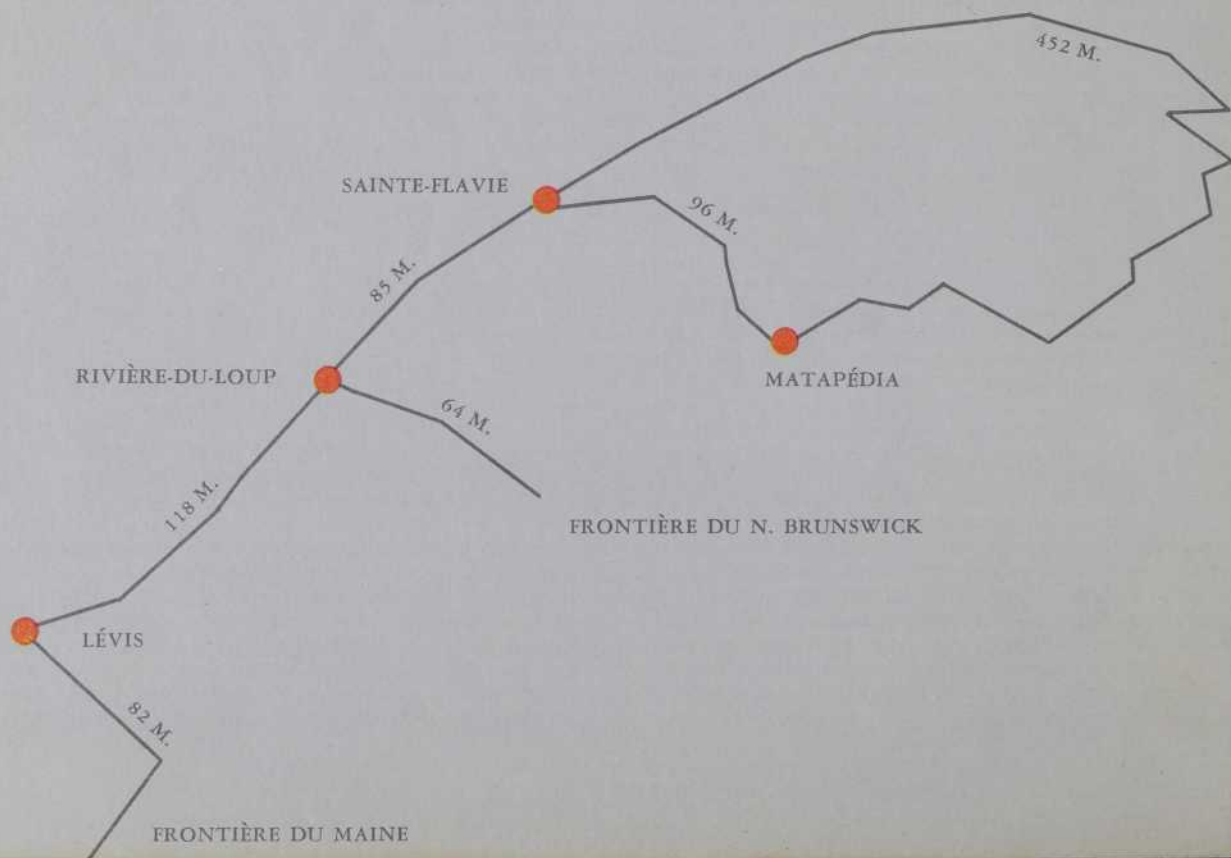 452 M.
SAINTE-FLAVIE
96 M.
85 M.
RIVIÈRE-DU-LOUP
MATAPÉDIA
64 M.
118 M.
FRONTIÈRE DU N. BRUNSWICK
LÉVIS
82 M.
FRONTIÈRE DU MAINE